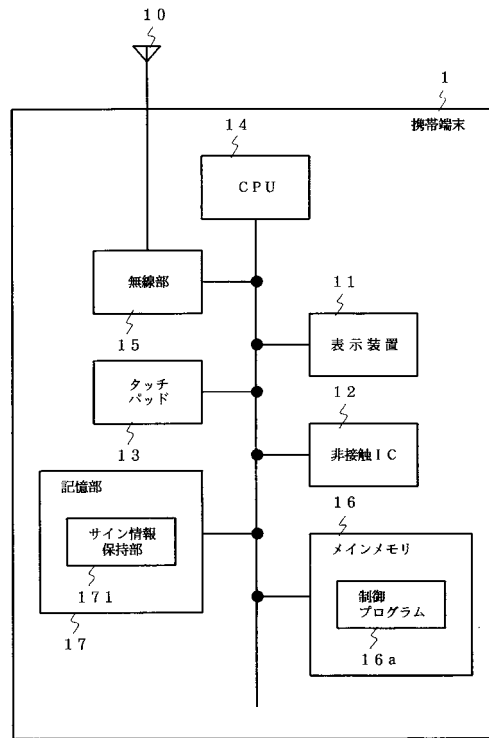 10
1
携帯端末
14
CPU
無線部
15
11
表示装置
タッチ
パッド
13
12
非接触IC
記憶部
サイン情報
保持部
171
17
16
メインメモリ
制御
プログラム
16a